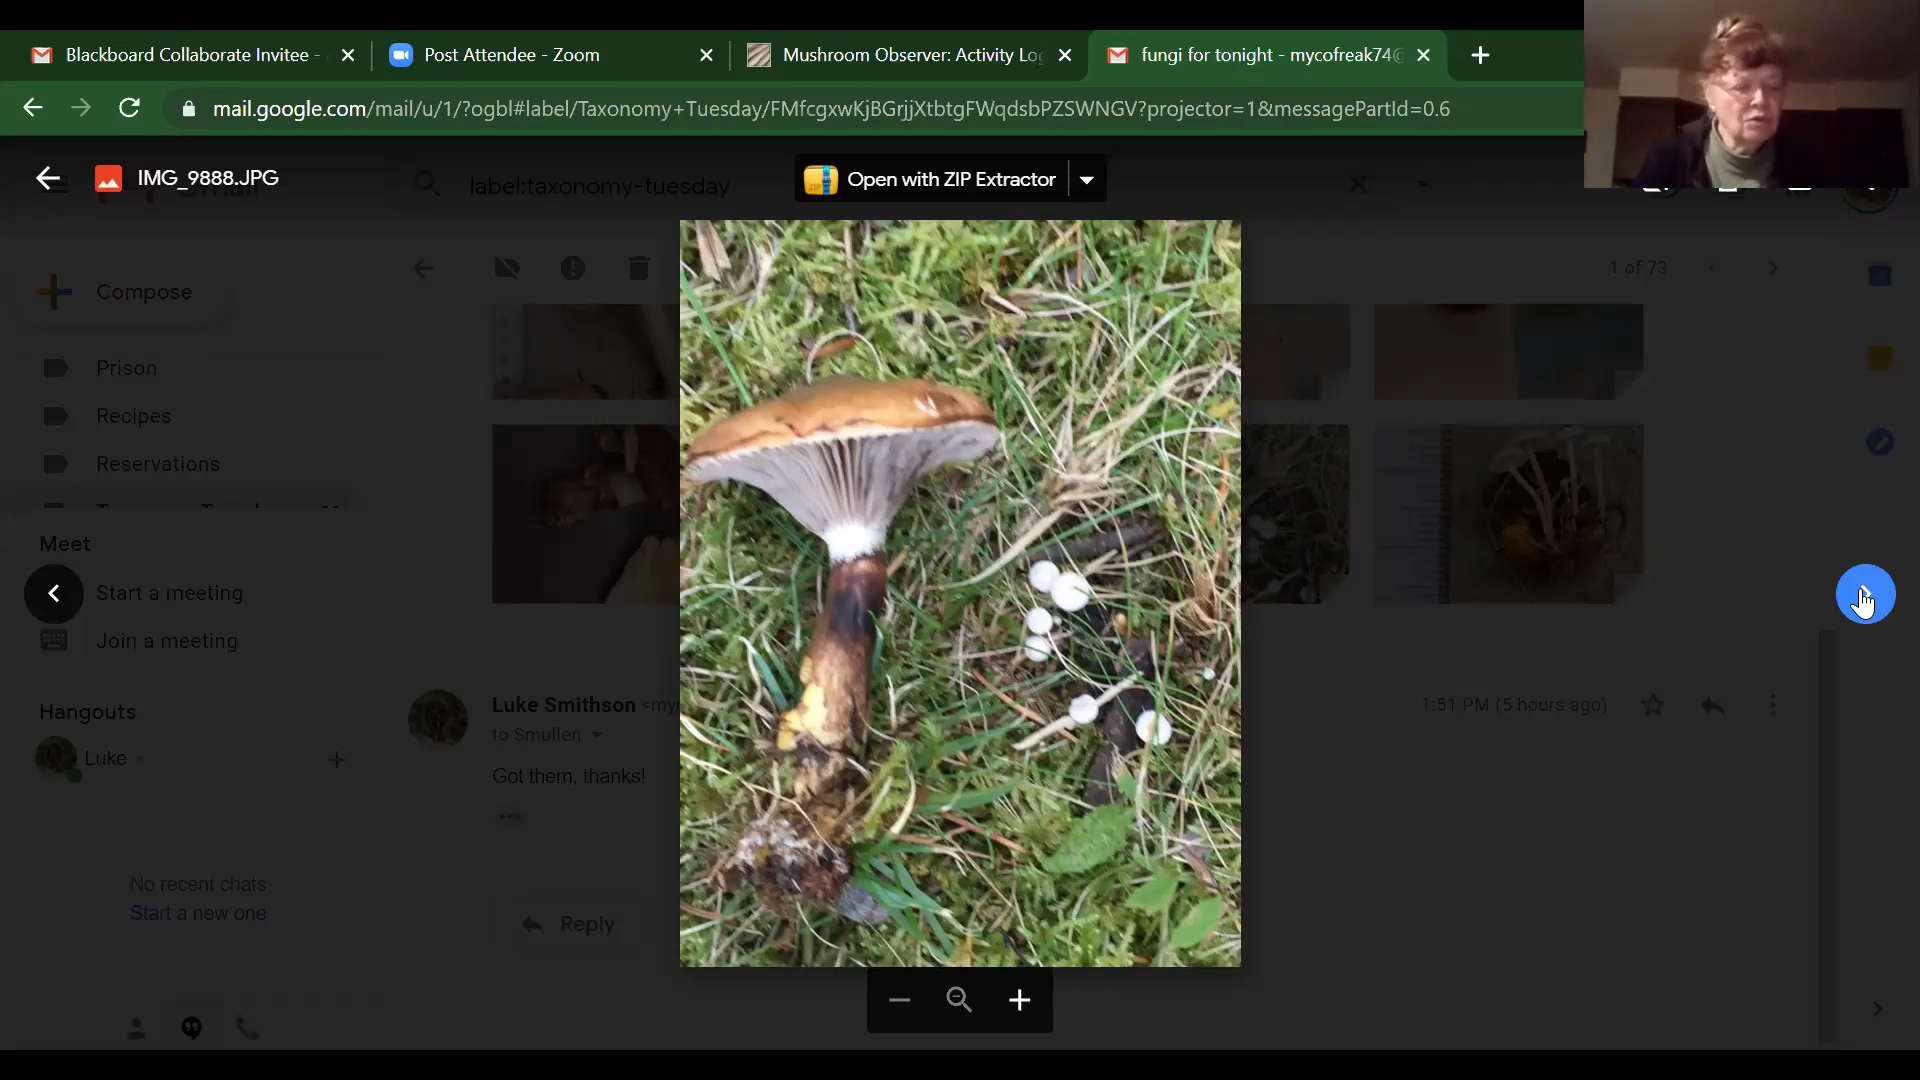 Blackboard Collaborate Invitee -
Post Attendee - Zoom
Mushroom Observer: Activity Lo
fungi for tonight - mycofreak74@
mail.google.com/mail/u/1/?ogbl#label/Taxonomy+Tuesday/FMfcgxwKjBGrjjXtbtgFWqdsbPZSWNGV?projector=1&messagePartId=0.6
IMG_9888.JPG
label:taxonomy-tuesday
Open with ZIP Extractor
Compose
1 of 73
Prison
Recipes
Reservations
Meet
Start a meeting
Join a meeting
Hangouts
Luke
No recent chats
Start a new one
Luke Smithson <my
1:51 PM (5 hours ago)
to Smullen
Got them, thanks!
Reply